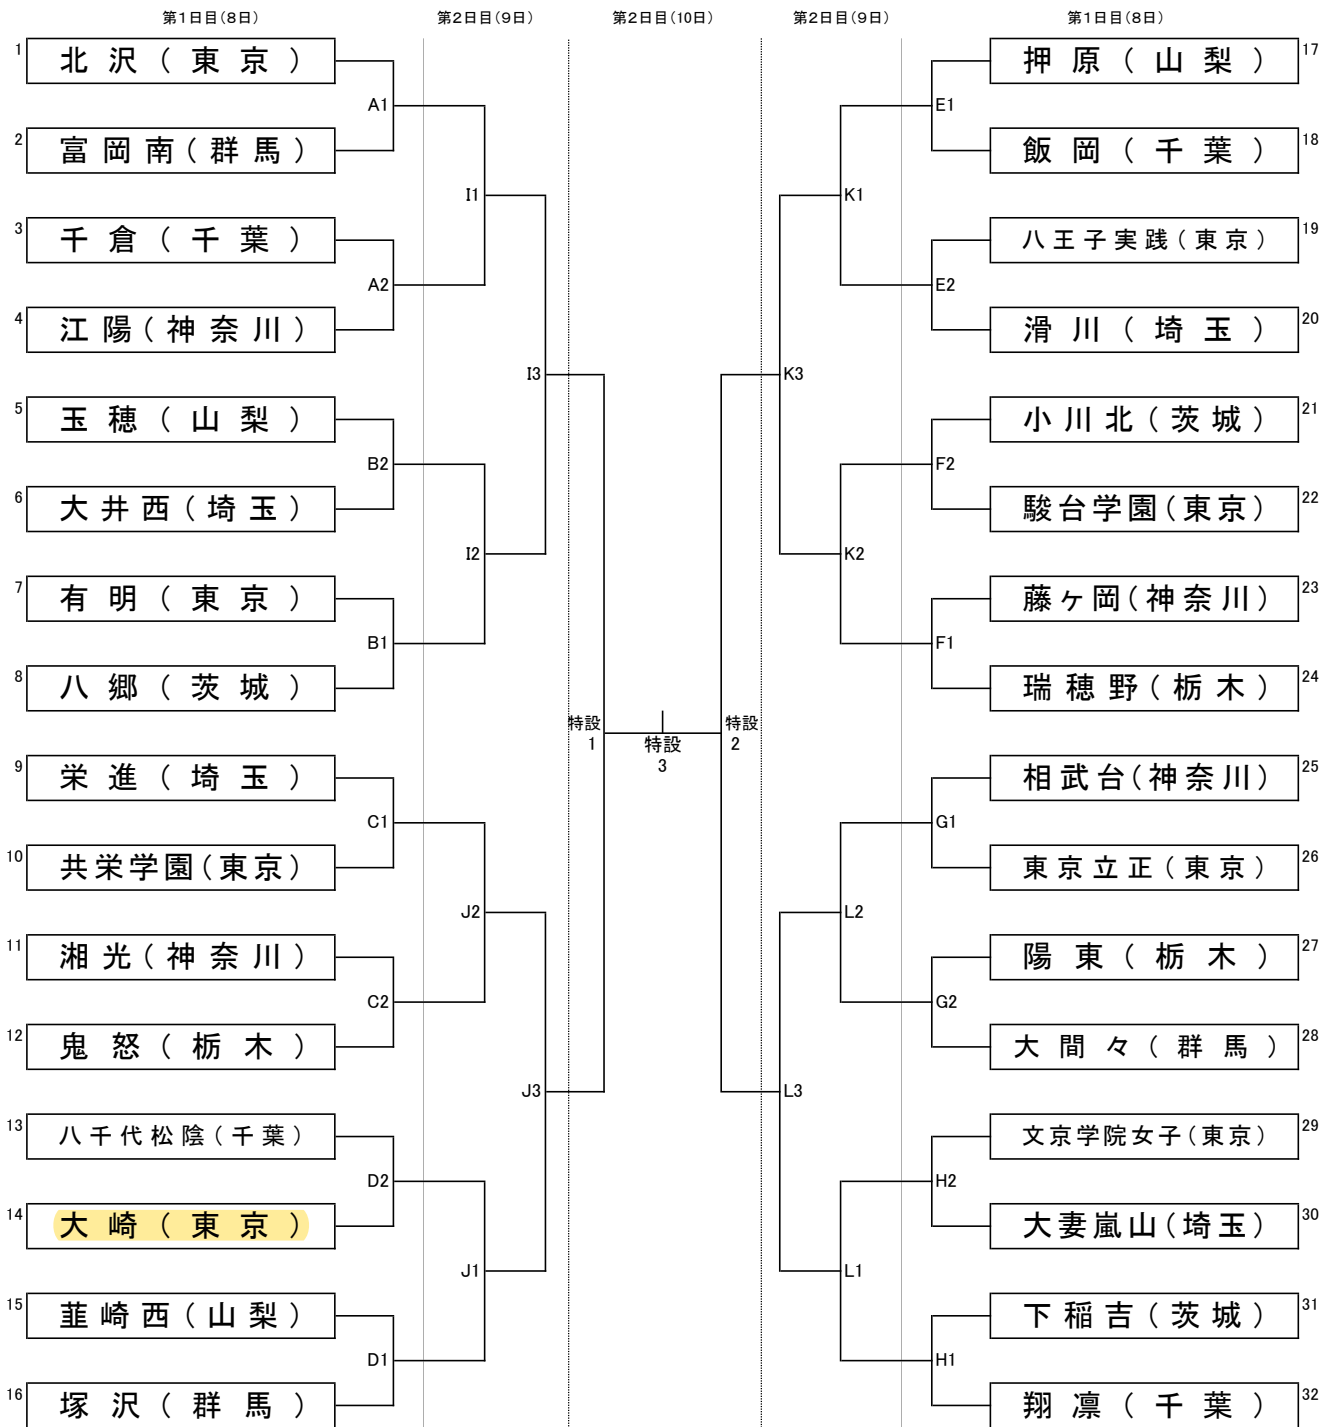 第1日目(8日)
第2日目(9日)
第2日目(10日)
第2日目(9日)
第1日目(8日)
1 北沢(東京)
A1
2 富岡南(群馬)
I1
3 千倉(千葉)
A2
4 江陽(神奈川)
I3
5 玉穂(山梨)
B2
6 大井西(埼玉)
I2
7 有明(東京)
B1
8 八郷(茨城)
特設
1
9 栄進(埼玉)
C1
10 共栄学園(東京)
J2
11 湘光(神奈川)
C2
12 鬼怒(栃木)
J3
13 八千代松陰(千葉)
D2
14 大崎(東京)
J1
15 韮崎西(山梨)
D1
16 塚沢(群馬)
特設
3
特設
2
押原(山梨) 17
E1
飯岡(千葉) 18
K1
八王子実践(東京) 19
E2
滑川(埼玉) 20
K3
小川北(茨城) 21
F2
駿台学園(東京) 22
K2
藤ヶ岡(神奈川) 23
F1
瑞穂野(栃木) 24
相武台(神奈川) 25
G1
東京立正(東京) 26
L2
陽東(栃木) 27
G2
大間々(群馬) 28
L3
文京学院女子(東京) 29
H2
大妻嵐山(埼玉) 30
L1
下稲吉(茨城) 31
H1
翔凛(千葉) 32